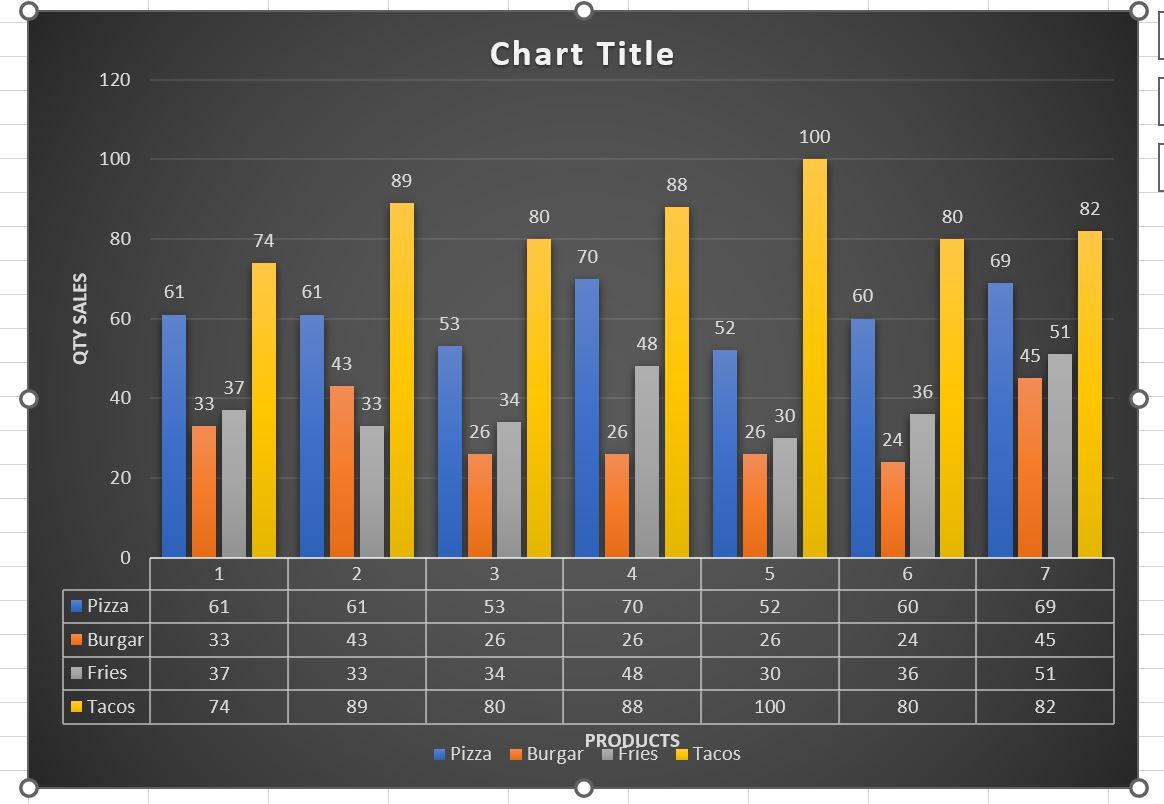 Chart Title
120
100
80
60
40
20
0
QTY SALES
61 33 37 74
61 43 33 89
53 26 34 80
70 26 48 88
52 26 30 100
60 24 36 80
69 45 51 82
1 2 3 4 5 6 7
Pizza 61 61 53 70 52 60 69
Burgar 33 43 26 26 26 24 45
Fries 37 33 34 48 30 36 51
Tacos 74 89 80 88 100 80 82
PRODUCTS
Pizza Burgar Fries Tacos